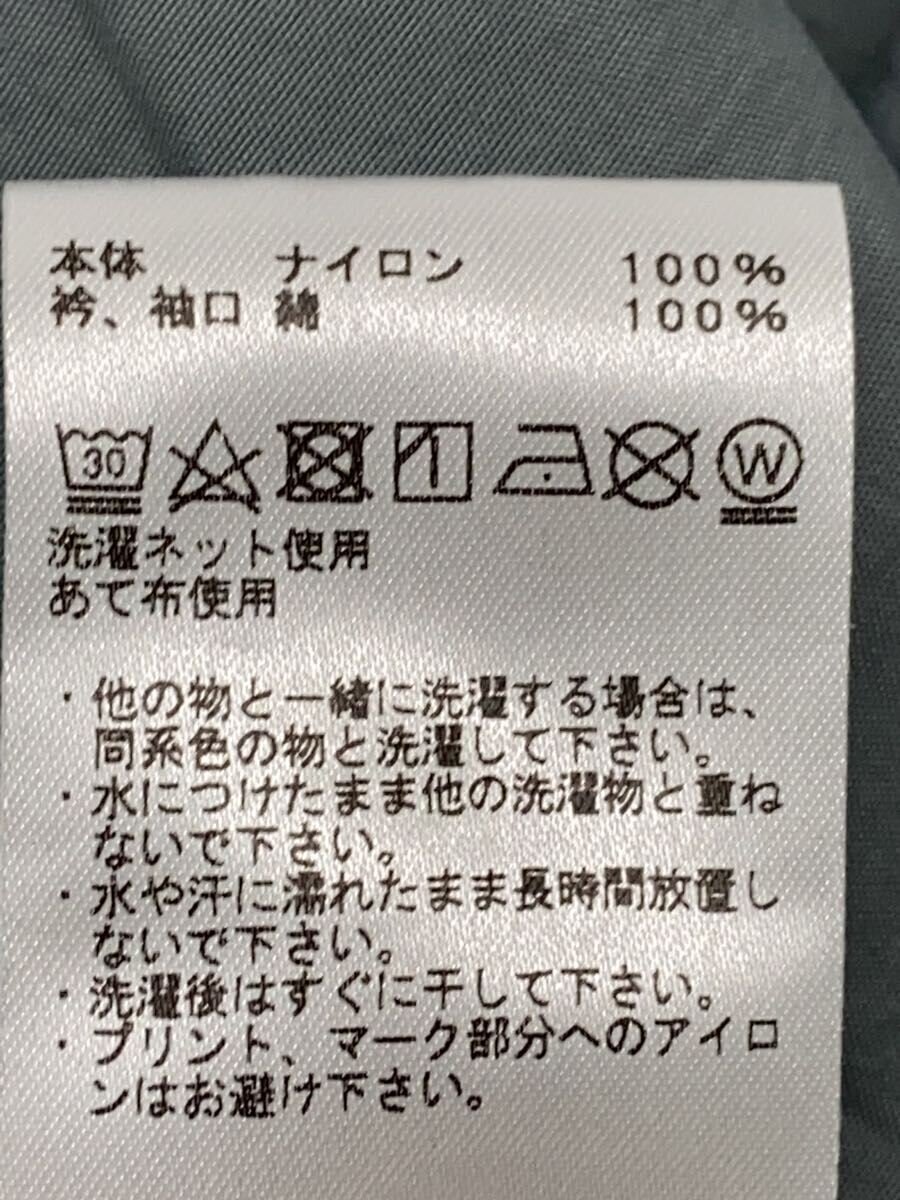 本体 ナイロン 100%
衿、袖口 綿 100%
30 W
洗濯ネット使用
あて布使用
・他の物と一緒に洗濯する場合は、
同系色の物と洗濯して下さい。
・水につけたまま他の洗濯物と重ね
ないで下さい。
・水や汗に濡れたまま長時間放置し
ないで下さい。
・洗濯後はすぐに干して下さい。
・プリント、マーク部分へのアイロ
ンはお避け下さい。